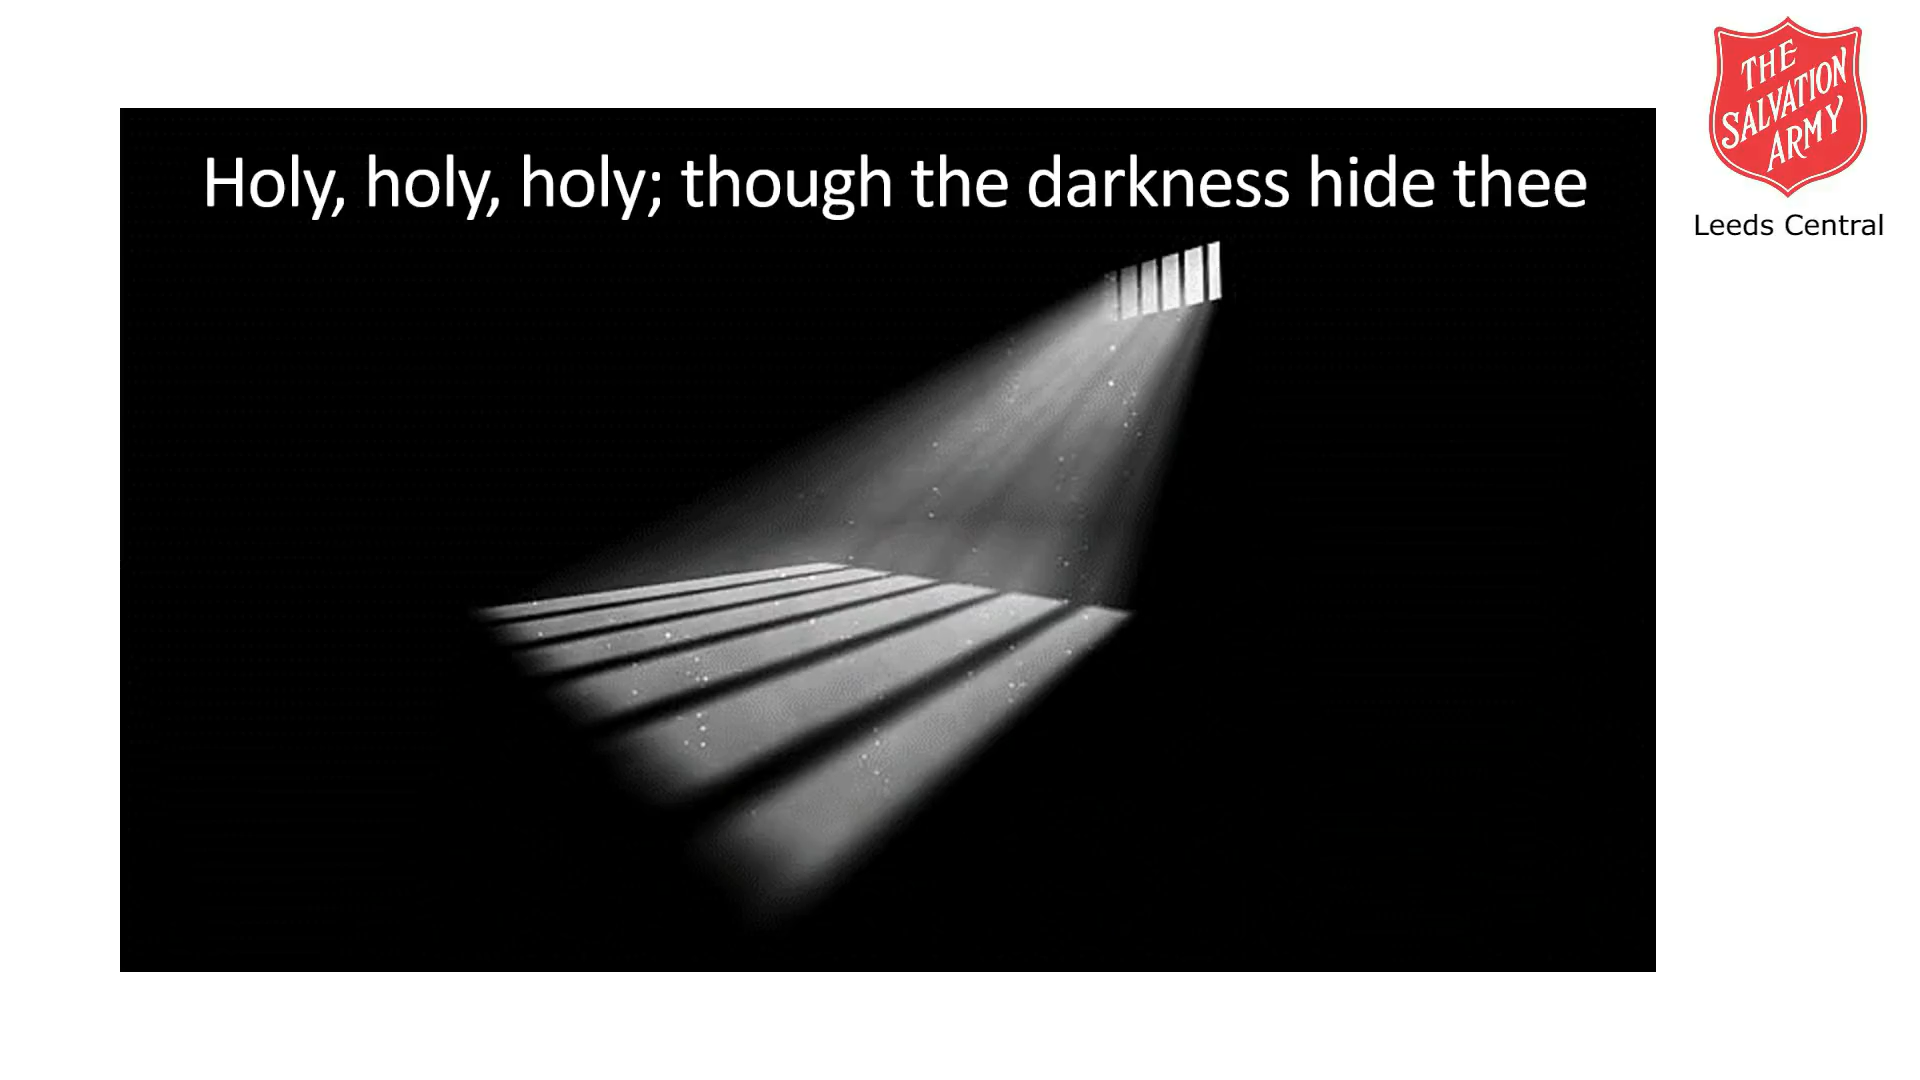 Holy, holy, holy; though the darkness hide thee
THE
SALVATION
ARMY
Leeds Central